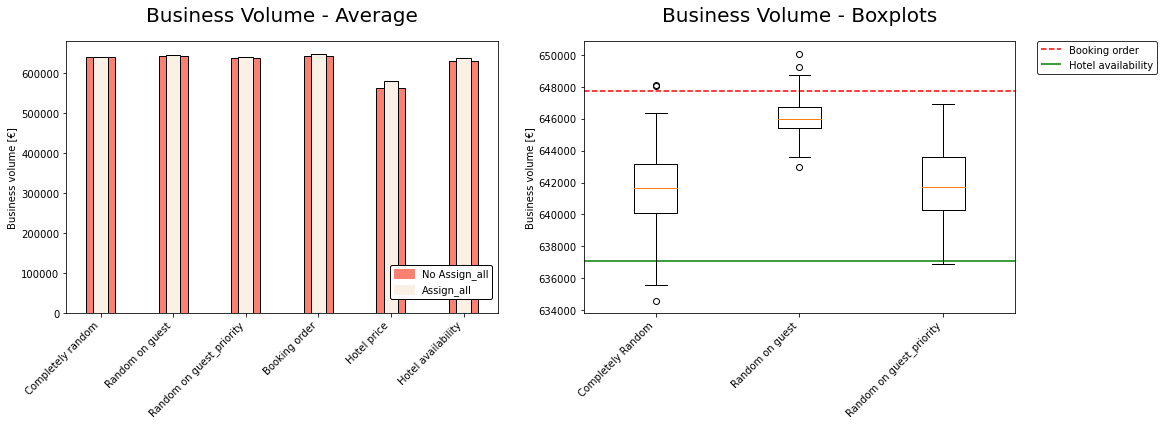 Business Volume - Average
Business volume [€]
600000
500000
400000
300000
200000
100000
0
No Assign_all
Assign_all
Completely random
Random on guest
Random on guest_priority
Booking order
Hotel price
Hotel availability
Business Volume - Boxplots
Business volume [€]
650000
648000
646000
644000
642000
640000
638000
636000
634000
Completely Random
Random on guest
Random on guest_priority
Booking order
Hotel availability